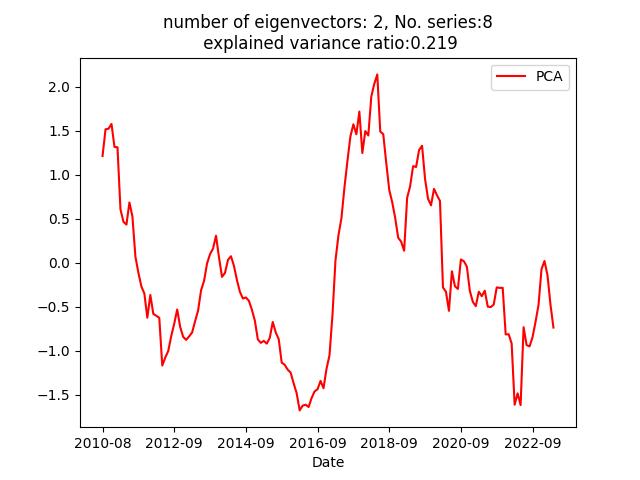 number of eigenvectors: 2, No. series:8
explained variance ratio:0.219
PCA
2.0
1.5
1.0
0.5
0.0
−0.5
−1.0
−1.5
2010-08 2012-09 2014-09 2016-09 2018-09 2020-09 2022-09
Date